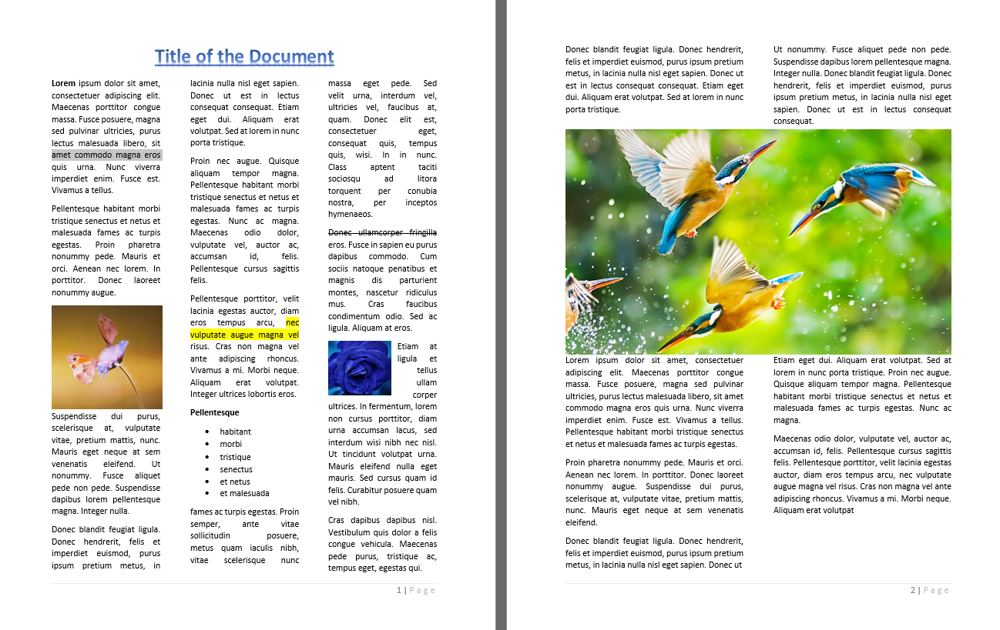 Title of the Document
Lorem ipsum dolor sit amet,
consectetuer adipiscing elit.
Maecenas porttitor congue
massa. Fusce posuere, magna
sed pulvinar ultricies, purus
lectus malesuada libero, sit
amet commodo magna eros
quis urna. Nunc viverra
imperdiet enim. Fusce est.
Vivamus a tellus.
Pellentesque habitant morbi
tristique senectus et netus et
malesuada fames ac turpis
egestas. Proin pharetra
nonummy pede. Mauris et
orci. Aenean nec lorem. In
porttitor. Donec laoreet
nonummy augue.
Suspendisse dui purus,
scelerisque at, vulputate
vitae, pretium mattis, nunc.
Mauris eget neque at sem
venenatis eleifend. Ut
nonummy. Fusce aliquet
pede non pede. Suspendisse
dapibus lorem pellentesque
magna. Integer nulla.
Donec blandit feugiat ligula.
Donec hendrerit, felis et
imperdiet euismod, purus
ipsum pretium metus, in
lacinia nulla nisl eget sapien.
Donec ut est in lectus
consequat consequat. Etiam
eget dui. Aliquam erat
volutpat. Sed at lorem in nunc
porta tristique.
Proin nec augue. Quisque
aliquam tempor magna.
Pellentesque habitant morbi
tristique senectus et netus et
malesuada fames ac turpis
egestas. Nunc ac magna.
Maecenas odio dolor,
vulputate vel, auctor ac,
accumsan id, felis.
Pellentesque cursus sagittis
felis.
Pellentesque porttitor, velit
lacinia egestas auctor, diam
eros tempus arcu, nec
vulputate augue magna vel
risus. Cras non magna vel
ante adipiscing rhoncus.
Vivamus a mi. Morbi neque.
Aliquam erat volutpat.
Integer ultrices lobortis eros.
Pellentesque
• habitant
• morbi
• tristique
• senectus
• et netus
• et malesuada
fames ac turpis egestas. Proin
semper, ante vitae
sollicitudin posuere,
metus quam iaculis nibh,
vitae scelerisque nunc
massa eget pede. Sed
velit urna, interdum vel,
ultricies vel, faucibus at,
quam. Donec elit est,
consectetuer eget,
consequat quis, tempus
quis, wisi. In in nunc.
Class aptent taciti
sociosqu ad litora
torquent per conubia
nostra, per inceptos
hymenaeos.
Donec ullamcorper fringilla
eros. Fusce in sapien eu purus
dapibus commodo. Cum
sociis natoque penatibus et
magnis dis parturient
montes, nascetur ridiculus
mus. Cras faucibus
condimentum odio. Sed ac
ligula. Aliquam at eros.
Etiam at
ligula et
tellus
ullam
corper
ultrices. In fermentum, lorem
non cursus porttitor, diam
urna accumsan lacus, sed
interdum wisi nibh nec nisl.
Ut tincidunt volutpat urna.
Mauris eleifend nulla eget
mauris. Sed cursus quam id
felis. Curabitur posuere quam
vel nibh.
Cras dapibus dapibus nisl.
Vestibulum quis dolor a felis
congue vehicula. Maecenas
pede purus, tristique ac,
tempus eget, egestas qui.
1 | Page
Donec blandit feugiat ligula. Donec hendrerit,
felis et imperdiet euismod, purus ipsum pretium
metus, in lacinia nulla nisl eget sapien. Donec ut
est in lectus consequat consequat. Etiam eget
dui. Aliquam erat volutpat. Sed at lorem in nunc
porta tristique.
Ut nonummy. Fusce aliquet pede non pede.
Suspendisse dapibus lorem pellentesque magna.
Integer nulla. Donec blandit feugiat ligula. Donec
hendrerit, felis et imperdiet euismod, purus
ipsum pretium metus, in lacinia nulla nisl eget
sapien. Donec ut est in lectus consequat
consequat.
Lorem ipsum dolor sit amet, consectetuer
adipiscing elit. Maecenas porttitor congue
massa. Fusce posuere, magna sed pulvinar
ultricies, purus lectus malesuada libero, sit amet
commodo magna eros quis urna. Nunc viverra
imperdiet enim. Fusce est. Vivamus a tellus.
Pellentesque habitant morbi tristique senectus
et netus et malesuada fames ac turpis egestas.
Proin pharetra nonummy pede. Mauris et orci.
Aenean nec lorem. In porttitor. Donec laoreet
nonummy augue. Suspendisse dui purus,
scelerisque at, vulputate vitae, pretium mattis,
nunc. Mauris eget neque at sem venenatis
eleifend.
Donec blandit feugiat ligula. Donec hendrerit,
felis et imperdiet euismod, purus ipsum pretium
metus, in lacinia nulla nisl eget sapien. Donec ut
Etiam eget dui. Aliquam erat volutpat. Sed at
lorem in nunc porta tristique. Proin nec augue.
Quisque aliquam tempor magna. Pellentesque
habitant morbi tristique senectus et netus et
malesuada fames ac turpis egestas. Nunc ac
magna.
Maecenas odio dolor, vulputate vel, auctor ac,
accumsan id, felis. Pellentesque cursus sagittis
felis. Pellentesque porttitor, velit lacinia egestas
auctor, diam eros tempus arcu, nec vulputate
augue magna vel risus. Cras non magna vel ante
adipiscing rhoncus. Vivamus a mi. Morbi neque.
Aliquam erat volutpat
2 | Page